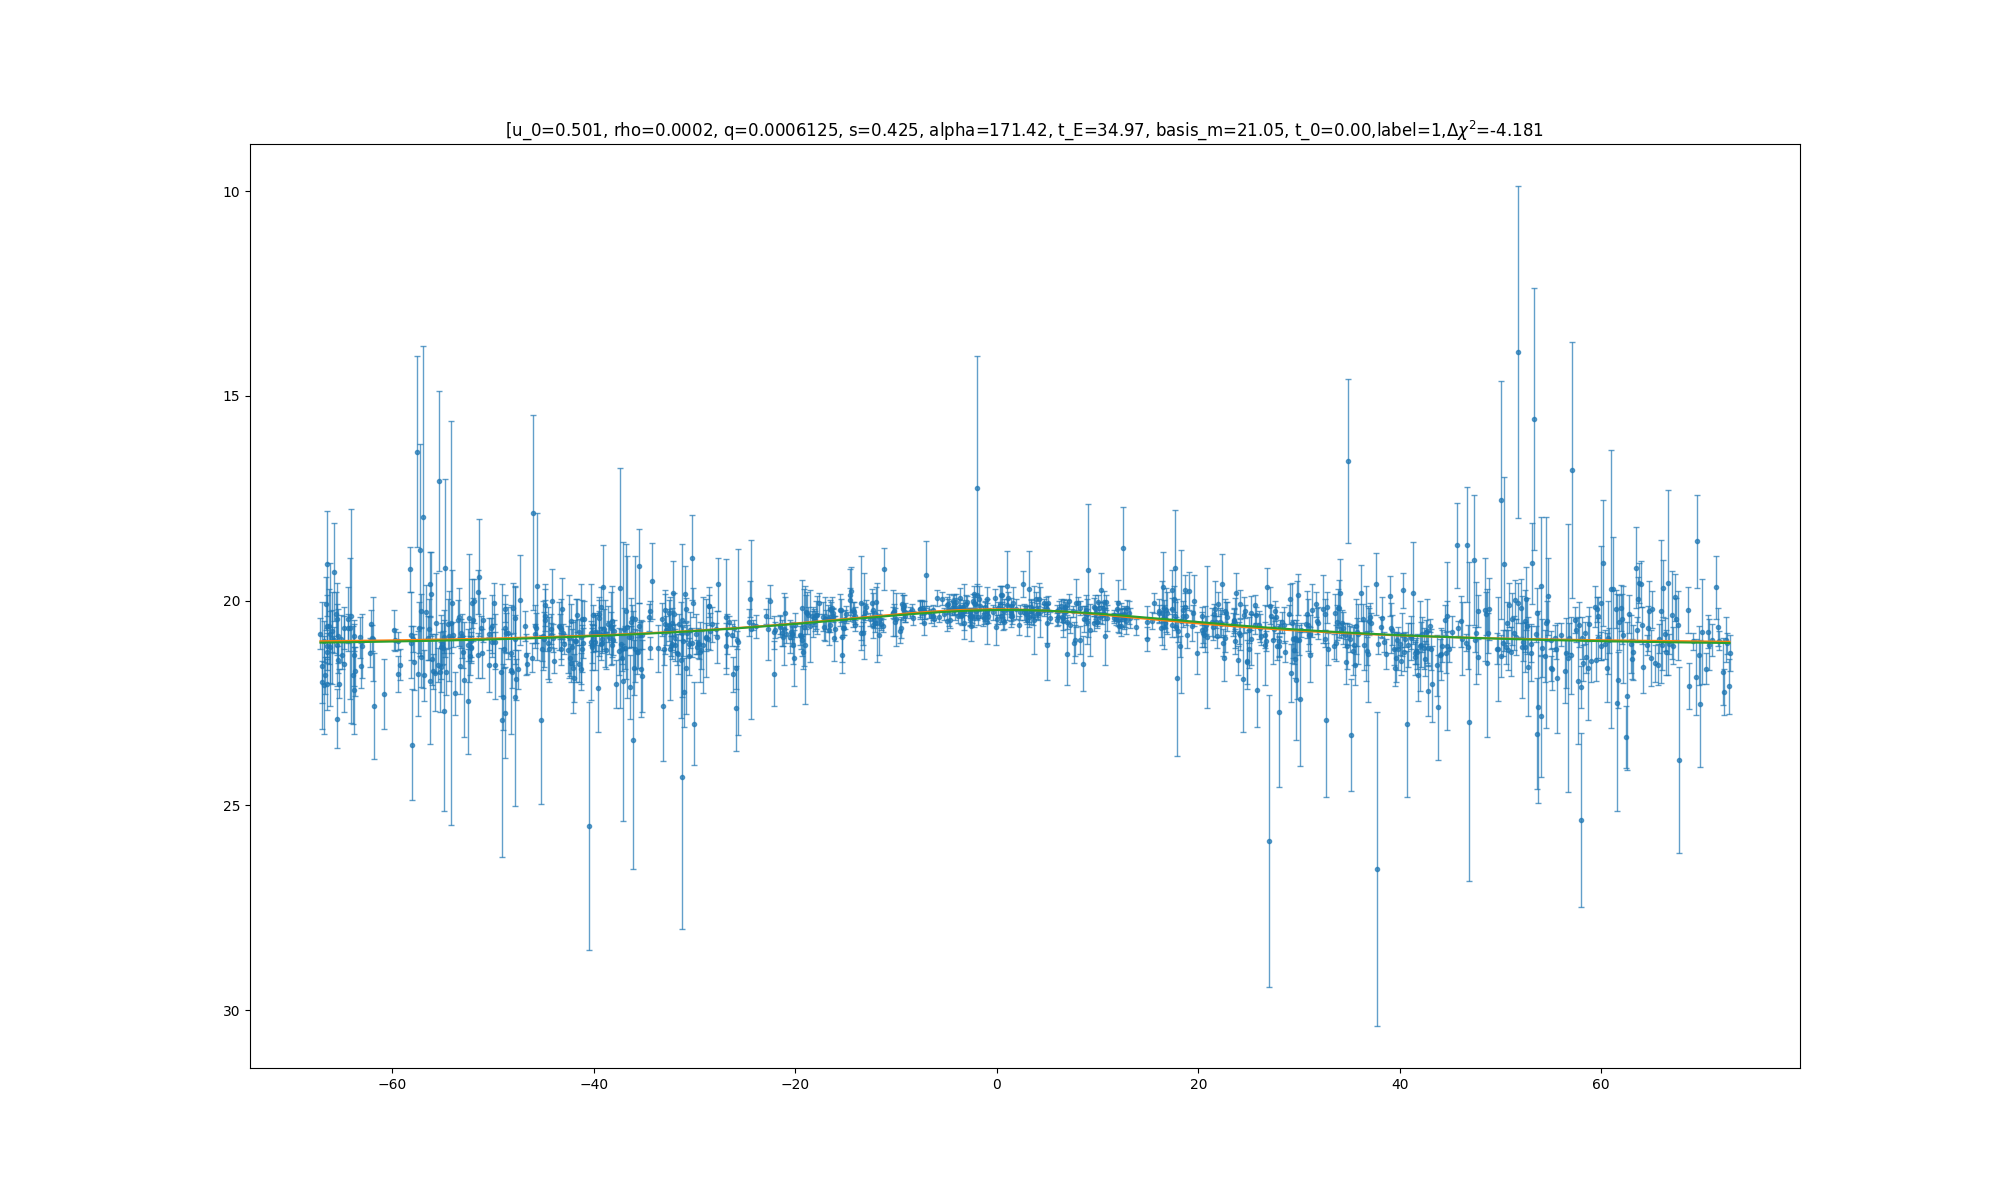 [u_0=0.501, rho=0.0002, q=0.0006125, s=0.425, alpha=171.42, t_E=34.97, basis_m=21.05, t_0=0.00,label=1,Δχ²=-4.181
10
15
20
25
30
−60 −40 −20 0 20 40 60